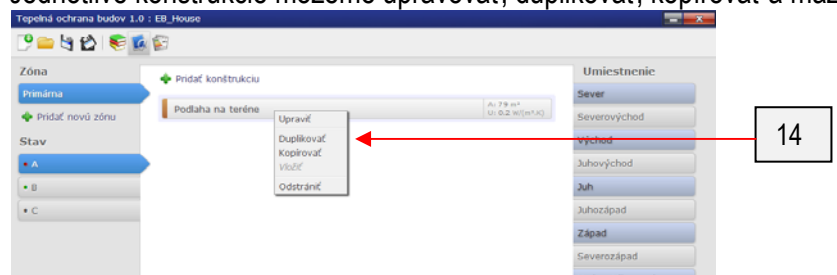 Jednotlivé konštrukcie môžeme upravovať, duplikovať, kopírovať a maz
Tepelná ochrana budov 1.0 : EB_House
Zóna
Primárna
Pridať novú zónu
Stav
A
B
C
Pridať konštrukciu
Podlaha na teréne
A: 79 m²
U: 0.2 W/(m².K)
Upraviť
Duplikovať
Kopírovať
Vložiť
Odstrániť
Umiestnenie
Sever
Severovýchod
Východ
Juhovýchod
Juh
Juhozápad
Západ
Severozápad
14